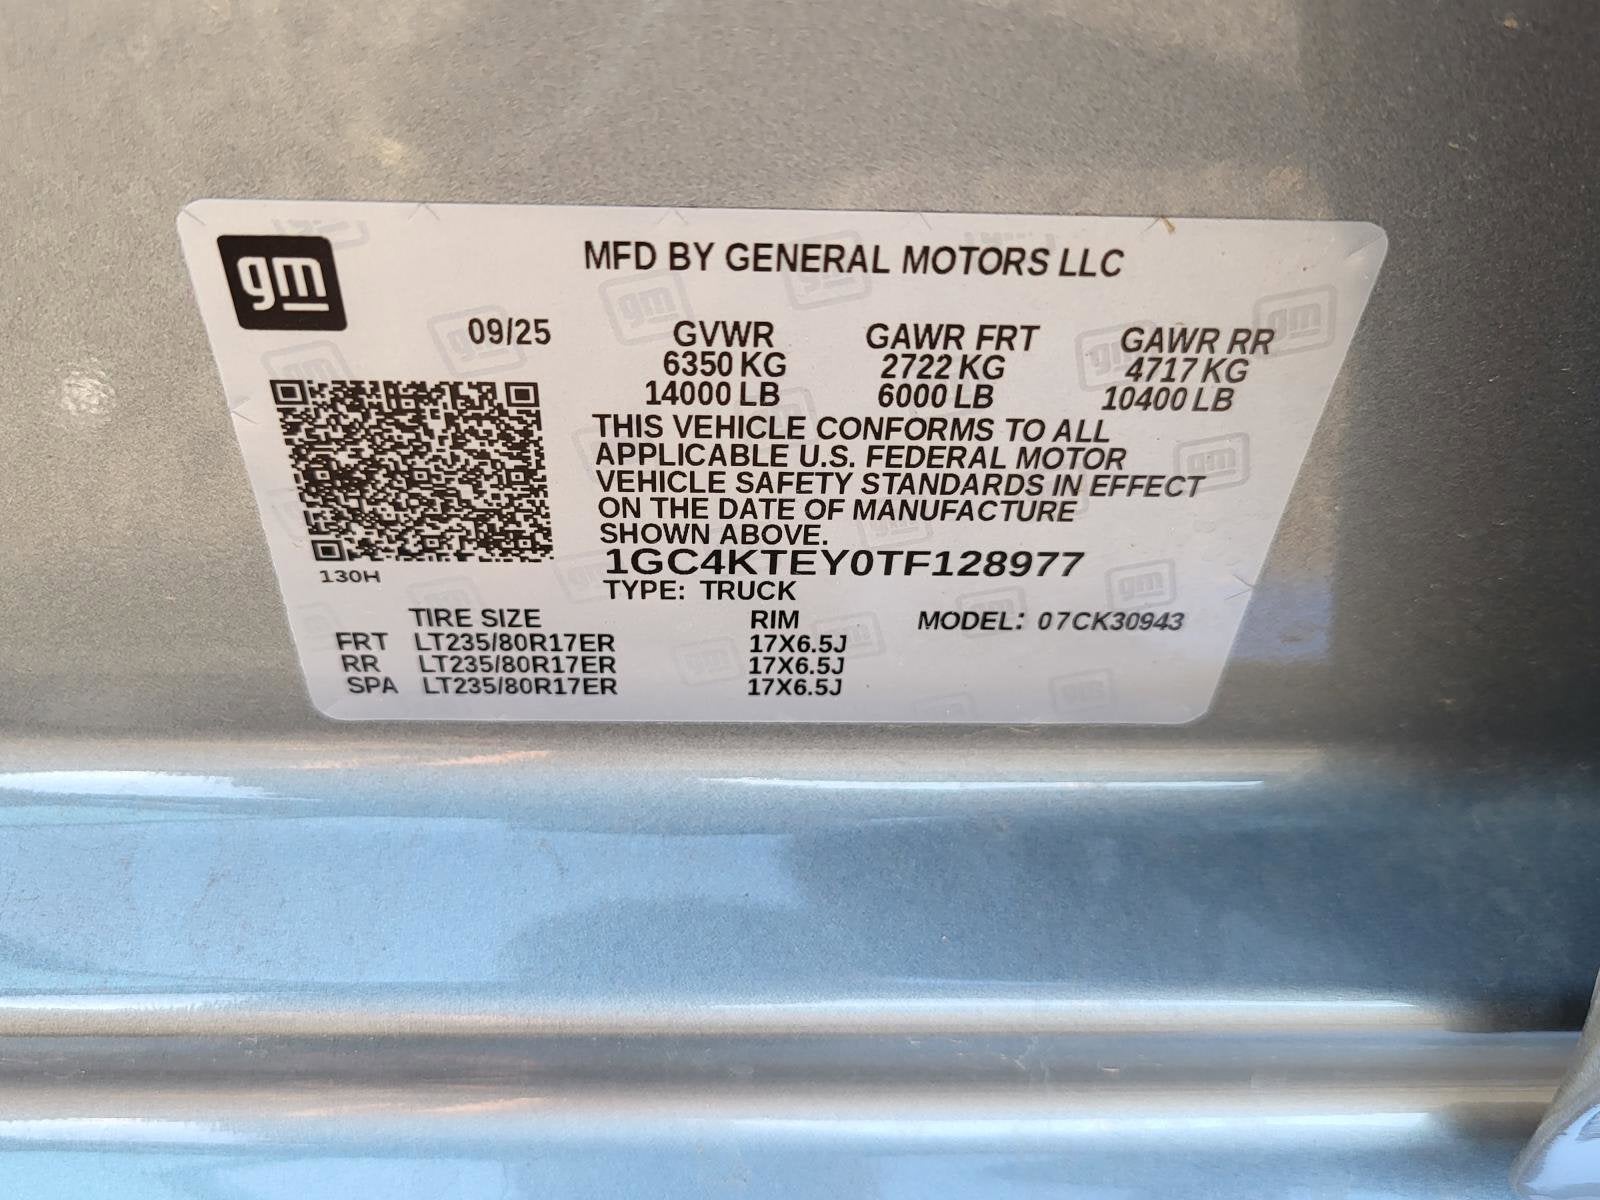 gm
MFD BY GENERAL MOTORS LLC
09/25 GVWR GAWR FRT GAWR RR
6350 KG 2722 KG 4717 KG
14000 LB 6000 LB 10400 LB
THIS VEHICLE CONFORMS TO ALL
APPLICABLE U.S. FEDERAL MOTOR
VEHICLE SAFETY STANDARDS IN EFFECT
ON THE DATE OF MANUFACTURE
SHOWN ABOVE.
1GC4KTEY0TF128977
130H
TYPE: TRUCK
TIRE SIZE RIM MODEL: 07CK30943
FRT LT235/80R17ER 17X6.5J
RR LT235/80R17ER 17X6.5J
SPA LT235/80R17ER 17X6.5J